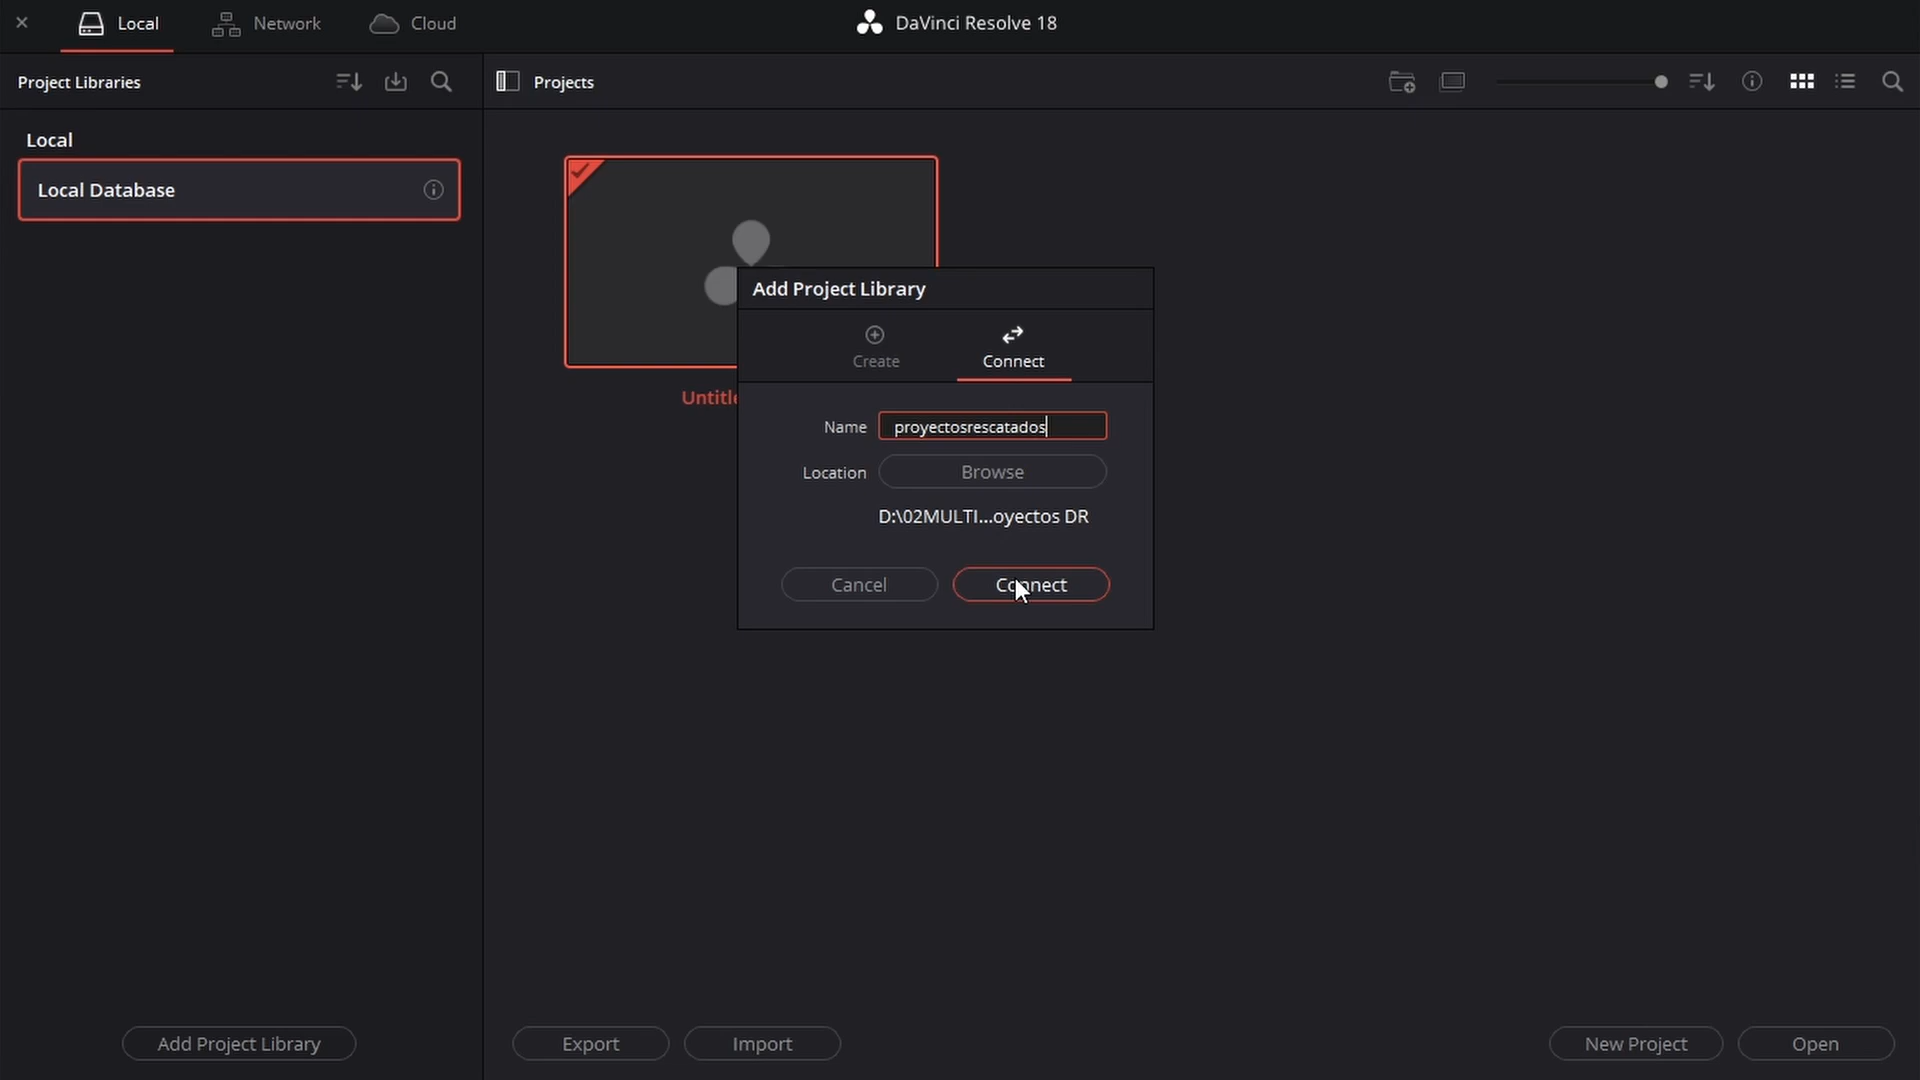 Local
Network
Cloud
DaVinci Resolve 18
Project Libraries
Projects
Local
Local Database
Add Project Library
Create
Connect
Untitle
Name
proyectosrescatados
Location
Browse
D:\02MULTI...oyectos DR
Cancel
Connect
Add Project Library
Export
Import
New Project
Open